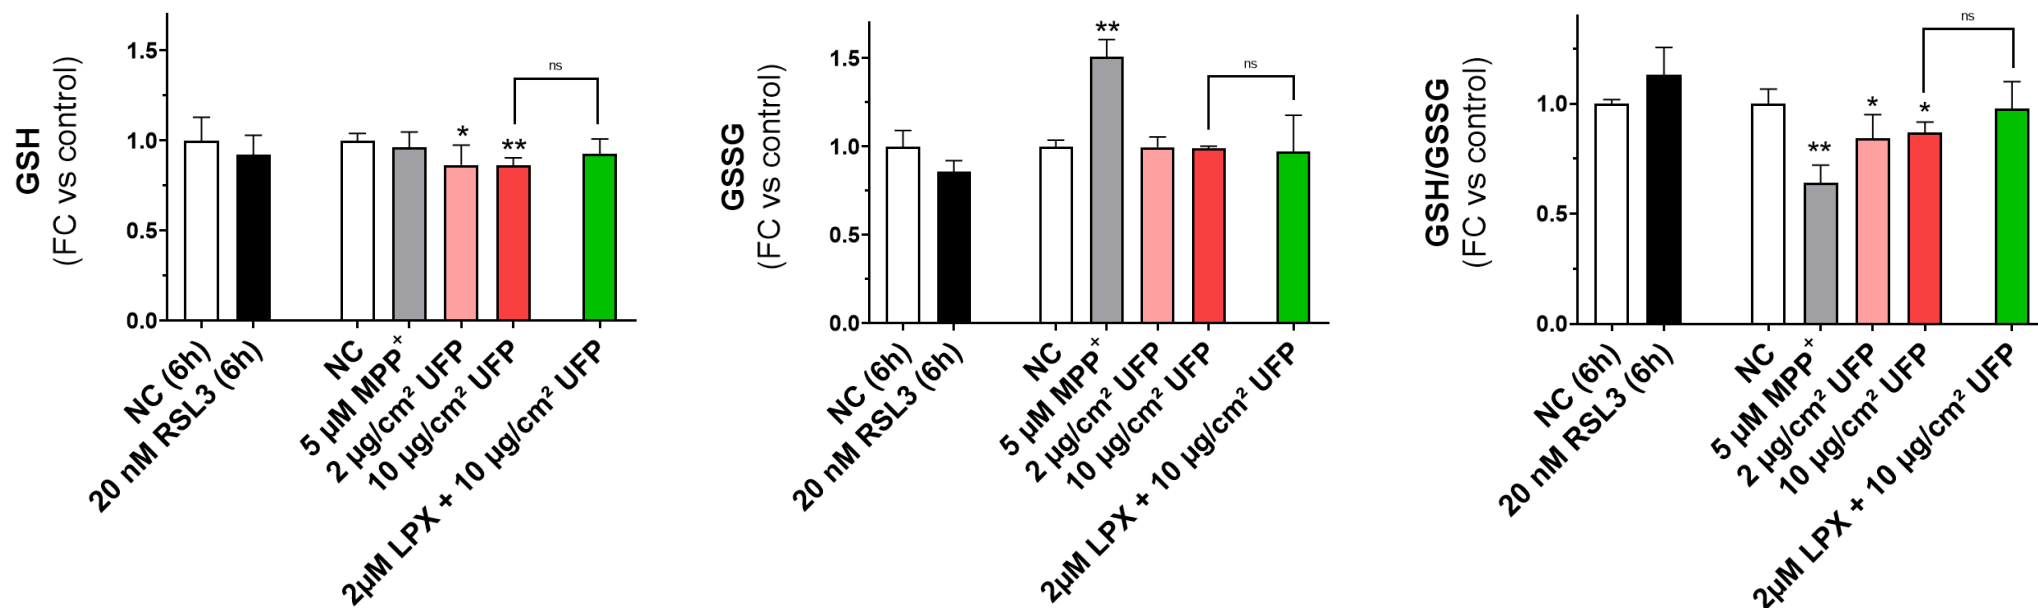 GSH
(FC vs control)
1.5
1.0
0.5
0.0
*
**
ns
NC (6h)
20 nM RSL3 (6h)
NC
5 µM MPP⁺
2 µg/cm² UFP
10 µg/cm² UFP
2µM LPX + 10 µg/cm² UFP
GSSG
(FC vs control)
1.5
1.0
0.5
0.0
**
ns
NC (6h)
20 nM RSL3 (6h)
NC
5 µM MPP⁺
2 µg/cm² UFP
10 µg/cm² UFP
2µM LPX + 10 µg/cm² UFP
GSH/GSSG
(FC vs control)
1.0
0.5
0.0
**
*
*
ns
NC (6h)
20 nM RSL3 (6h)
NC
5 µM MPP⁺
2 µg/cm² UFP
10 µg/cm² UFP
2µM LPX + 10 µg/cm² UFP